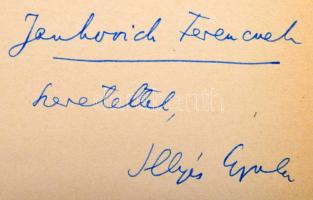 Jankovich Ferencnek
szeretettel,
Illyés Gyula